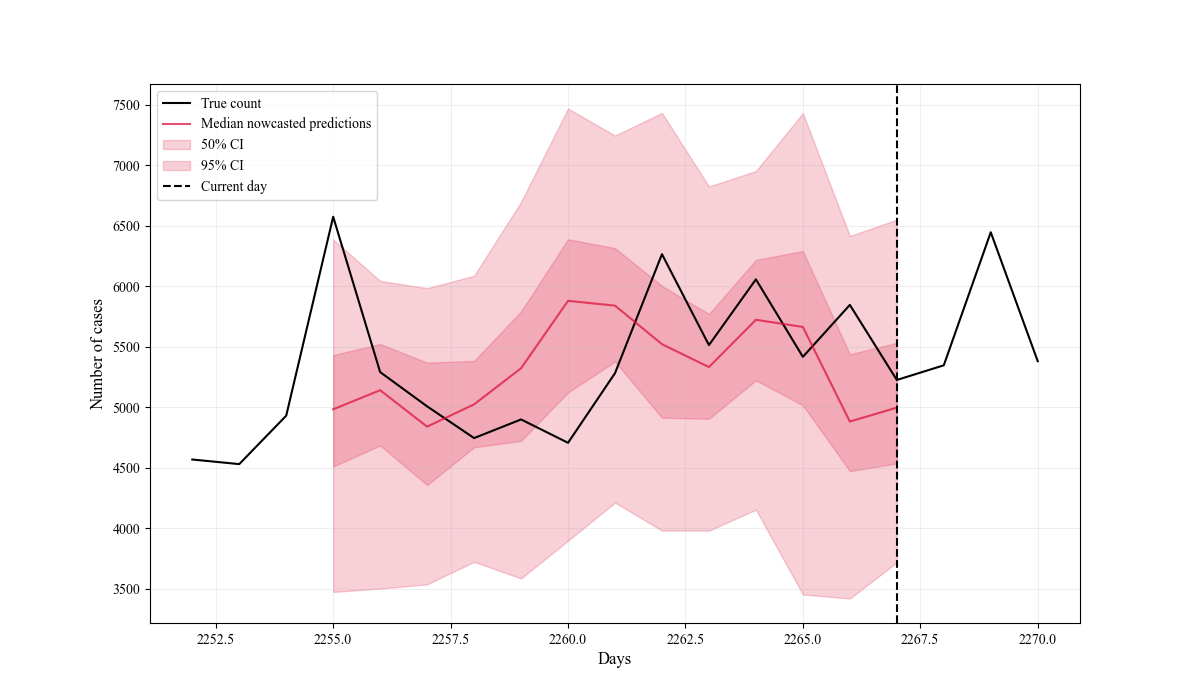 True count
Median nowcasted predictions
50% CI
95% CI
Current day
Number of cases
7500
7000
6500
6000
5500
5000
4500
4000
3500
2252.5 2255.0 2257.5 2260.0 2262.5 2265.0 2267.5 2270.0
Days